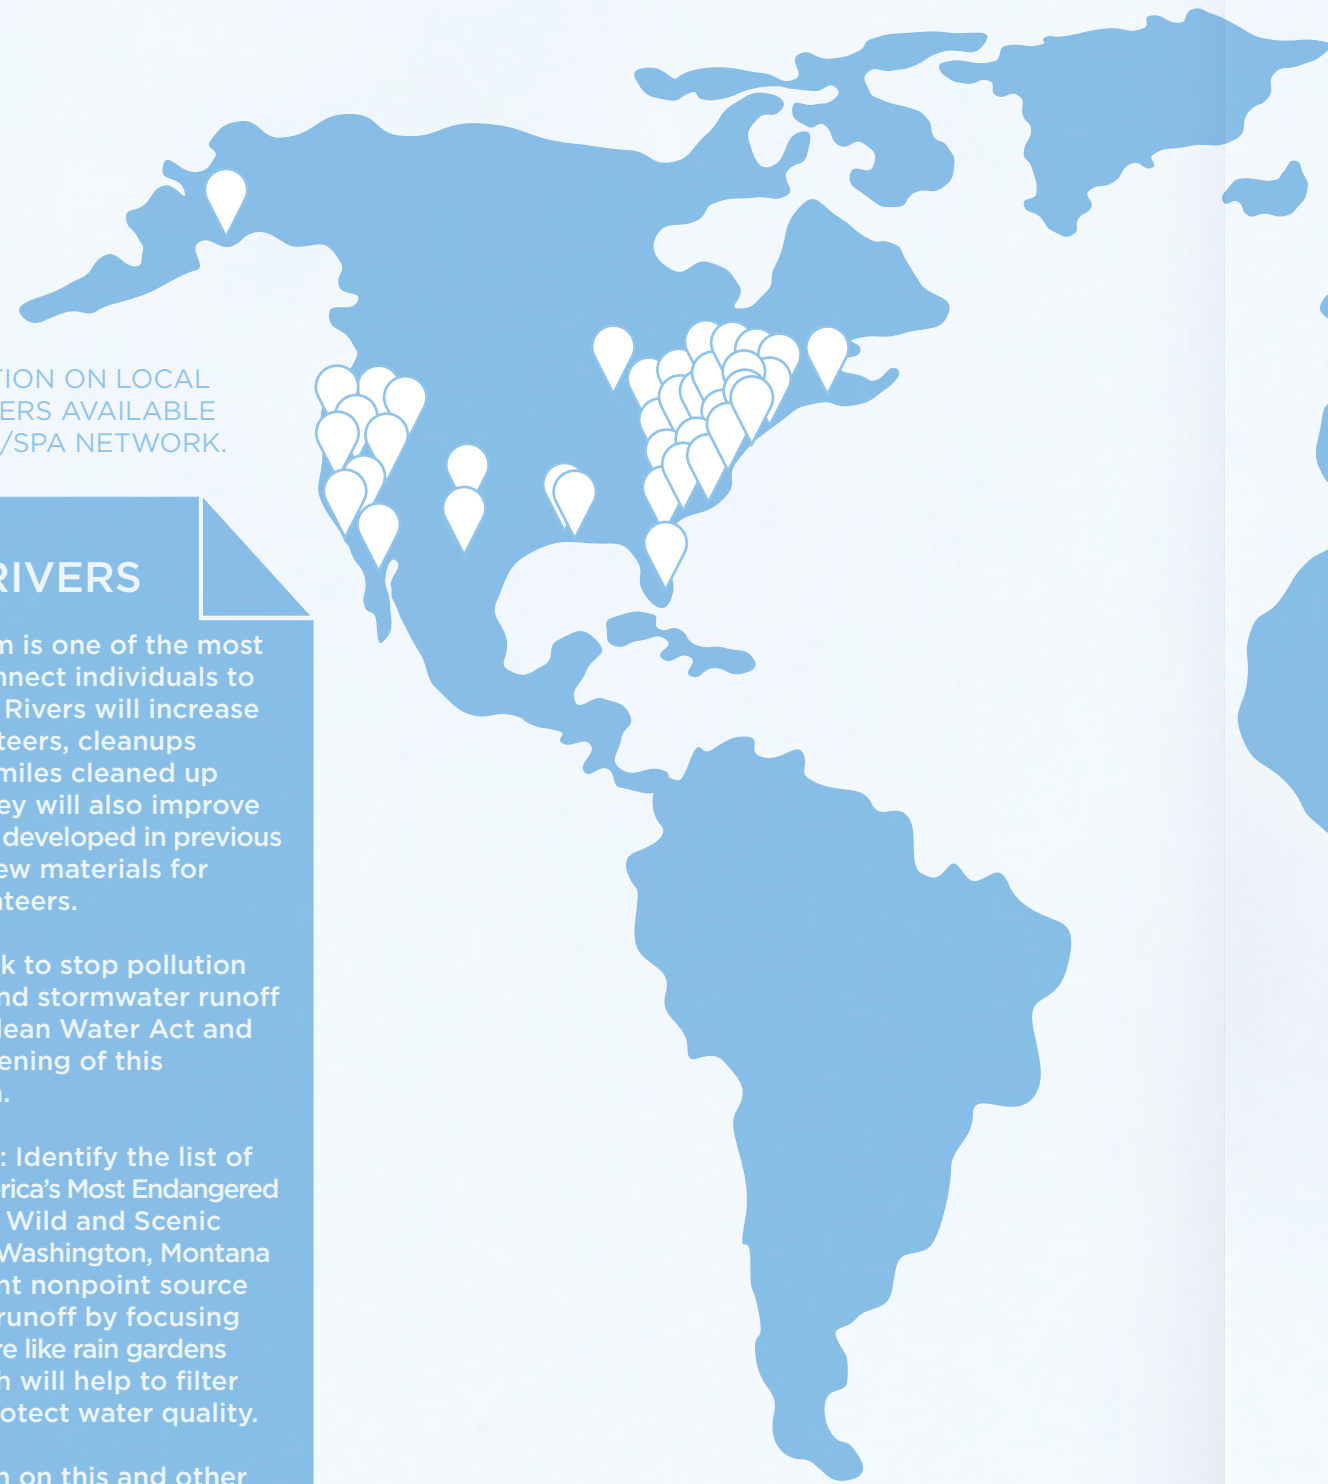 TION ON LOCAL
ERS AVAILABLE
/SPA NETWORK.
RIVERS
m is one of the most
nnect individuals to
Rivers will increase
teers, cleanups
miles cleaned up
ey will also improve
developed in previous
ew materials for
nteers.
k to stop pollution
nd stormwater runoff
lean Water Act and
ening of this
n.
: Identify the list of
rica's Most Endangered
Wild and Scenic
Washington, Montana
nt nonpoint source
runoff by focusing
re like rain gardens
h will help to filter
otect water quality.
n on this and other